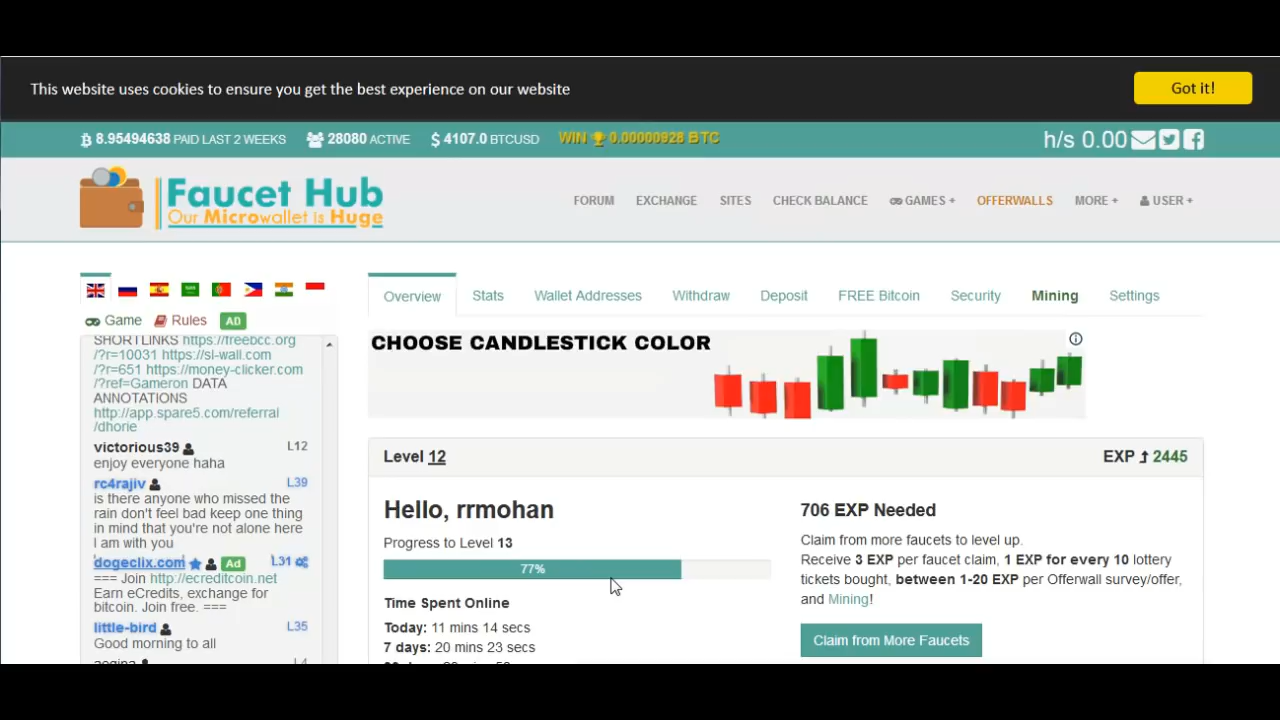 This website uses cookies to ensure you get the best experience on our website
Got it!
8.95494638 PAID LAST 2 WEEKS
28080 ACTIVE
$ 4107.0 BTCUSD
WIN 0.00000928 BTC
h/s 0.00
Faucet Hub
Our Microwallet is Huge
FORUM
EXCHANGE
SITES
CHECK BALANCE
GAMES +
OFFERWALLS
MORE +
USER +
Game
Rules
AD
SHORTLINKS https://freebcc.org
/?r=10031 https://sl-wall.com
/?r=651 https://money-clicker.com
/?ref=Gameron DATA
ANNOTATIONS
http://app.spare5.com/referral
/dhorie
victorious39 L12
enjoy everyone haha
rc4rajiv L39
is there anyone who missed the
rain don't feel bad keep one thing
in mind that you're not alone here
I am with you
dogeclix.com Ad L31
=== Join http://ecreditcoin.net
Earn eCredits, exchange for
bitcoin. Join free. ===
little-bird L35
Good morning to all
Overview
Stats
Wallet Addresses
Withdraw
Deposit
FREE Bitcoin
Security
Mining
Settings
CHOOSE CANDLESTICK COLOR
Level 12
EXP 2445
Hello, rrmohan
Progress to Level 13
77%
Time Spent Online
Today: 11 mins 14 secs
7 days: 20 mins 23 secs
706 EXP Needed
Claim from more faucets to level up.
Receive 3 EXP per faucet claim, 1 EXP for every 10 lottery
tickets bought, between 1-20 EXP per Offerwall survey/offer,
and Mining!
Claim from More Faucets